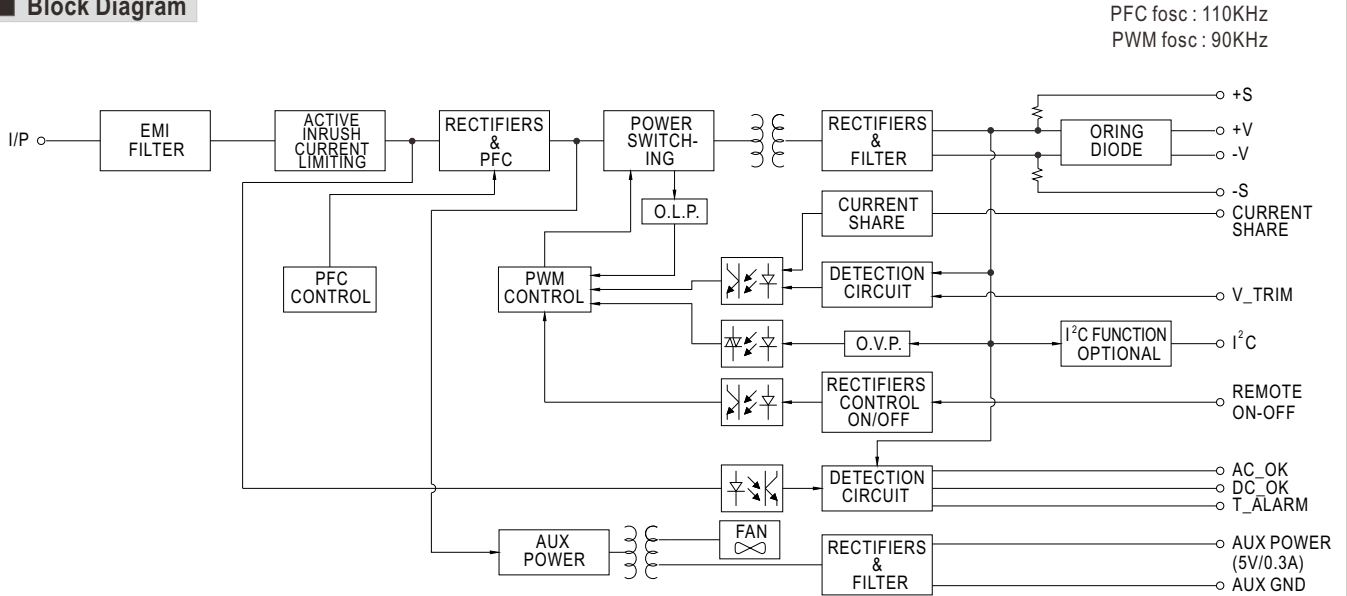 Block Diagram
PFC fosc : 110KHz
PWM fosc : 90KHz
I/P
EMI
FILTER
ACTIVE
INRUSH
CURRENT
LIMITING
RECTIFIERS
&
PFC
POWER
SWITCH-
ING
RECTIFIERS
&
FILTER
ORING
DIODE
+S
+V
-V
-S
O.L.P.
CURRENT
SHARE
CURRENT
SHARE
PFC
CONTROL
PWM
CONTROL
DETECTION
CIRCUIT
V_TRIM
O.V.P.
I²C FUNCTION
OPTIONAL
I²C
RECTIFIERS
CONTROL
ON/OFF
REMOTE
ON-OFF
DETECTION
CIRCUIT
AC_OK
DC_OK
T_ALARM
AUX
POWER
FAN
RECTIFIERS
&
FILTER
AUX POWER
(5V/0.3A)
AUX GND